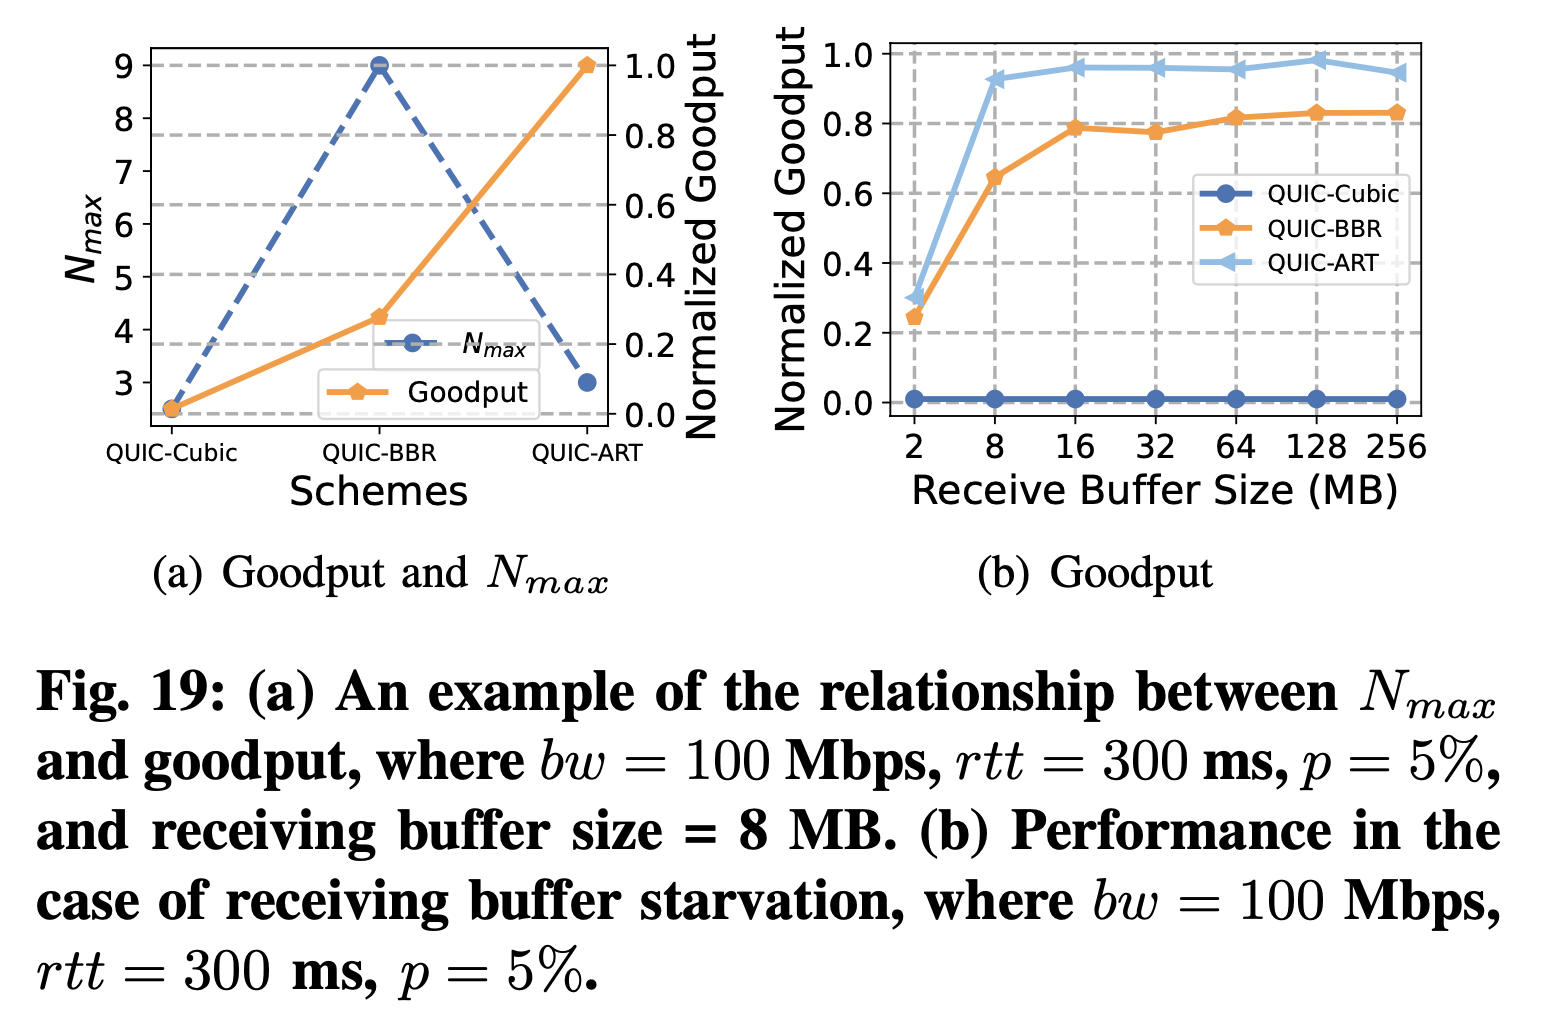 9
8
7
6
5
4
3
N_max
1.0
0.8
0.6
0.4
0.2
0.0
Normalized Goodput
N_max
Goodput
QUIC-Cubic QUIC-BBR QUIC-ART
Schemes
(a) Goodput and N_max
Normalized Goodput
1.0
0.8
0.6
0.4
0.2
0.0
QUIC-Cubic
QUIC-BBR
QUIC-ART
2 8 16 32 64 128 256
Receive Buffer Size (MB)
(b) Goodput
Fig. 19: (a) An example of the relationship between N_max
and goodput, where bw = 100 Mbps, rtt = 300 ms, p = 5%,
and receiving buffer size = 8 MB. (b) Performance in the
case of receiving buffer starvation, where bw = 100 Mbps,
rtt = 300 ms, p = 5%.